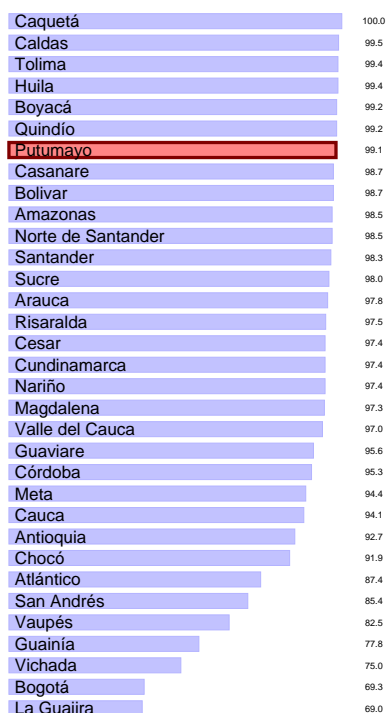 Caquetá 100.0
Caldas 99.5
Tolima 99.4
Huila 99.4
Boyacá 99.2
Quindío 99.2
Putumayo 99.1
Casanare 98.7
Bolivar 98.7
Amazonas 98.5
Norte de Santander 98.5
Santander 98.3
Sucre 98.0
Arauca 97.8
Risaralda 97.5
Cesar 97.4
Cundinamarca 97.4
Nariño 97.4
Magdalena 97.3
Valle del Cauca 97.0
Guaviare 95.6
Córdoba 95.3
Meta 94.4
Cauca 94.1
Antioquia 92.7
Chocó 91.9
Atlántico 87.4
San Andrés 85.4
Vaupés 82.5
Guainía 77.8
Vichada 75.0
Bogotá 69.3
La Guajira 69.0